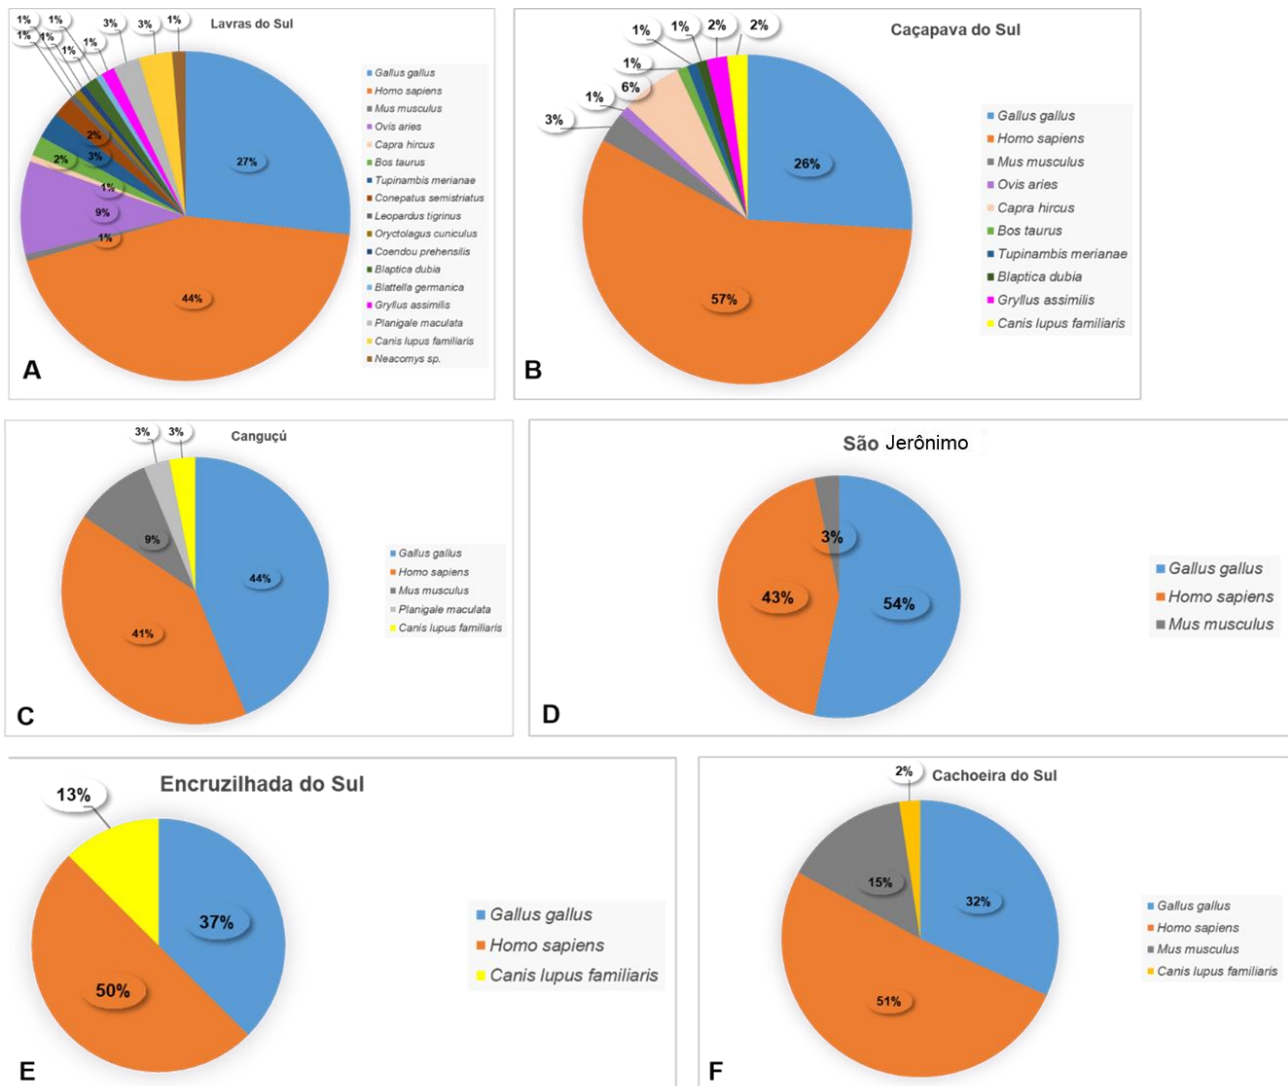 Lavras do Sul
1%
1%
3%
3%
1%
1%
1%
1%
1%
27%
44%
1%
9%
1%
2%
3%
2%
Gallus gallus
Homo sapiens
Mus musculus
Ovis aries
Capra hircus
Bos taurus
Tupinambis merianae
Conepatus semistriatus
Leopardus tigrinus
Oryctolagus cuniculus
Coendou prehensilis
Blaptica dubia
Blattella germanica
Gryllus assimilis
Planigale maculata
Canis lupus familiaris
Neacomys sp.
A
Caçapava do Sul
1%
1%
2%
2%
1%
6%
1%
3%
26%
57%
Gallus gallus
Homo sapiens
Mus musculus
Ovis aries
Capra hircus
Bos taurus
Tupinambis merianae
Blaptica dubia
Gryllus assimilis
Canis lupus familiaris
B
Canguçú
3%
3%
9%
44%
41%
Gallus gallus
Homo sapiens
Mus musculus
Planigale maculata
Canis lupus familiaris
C
São Jerônimo
3%
43%
54%
Gallus gallus
Homo sapiens
Mus musculus
D
Encruzilhada do Sul
13%
37%
50%
Gallus gallus
Homo sapiens
Canis lupus familiaris
E
Cachoeira do Sul
2%
15%
32%
51%
Gallus gallus
Homo sapiens
Mus musculus
Canis lupus familiaris
F